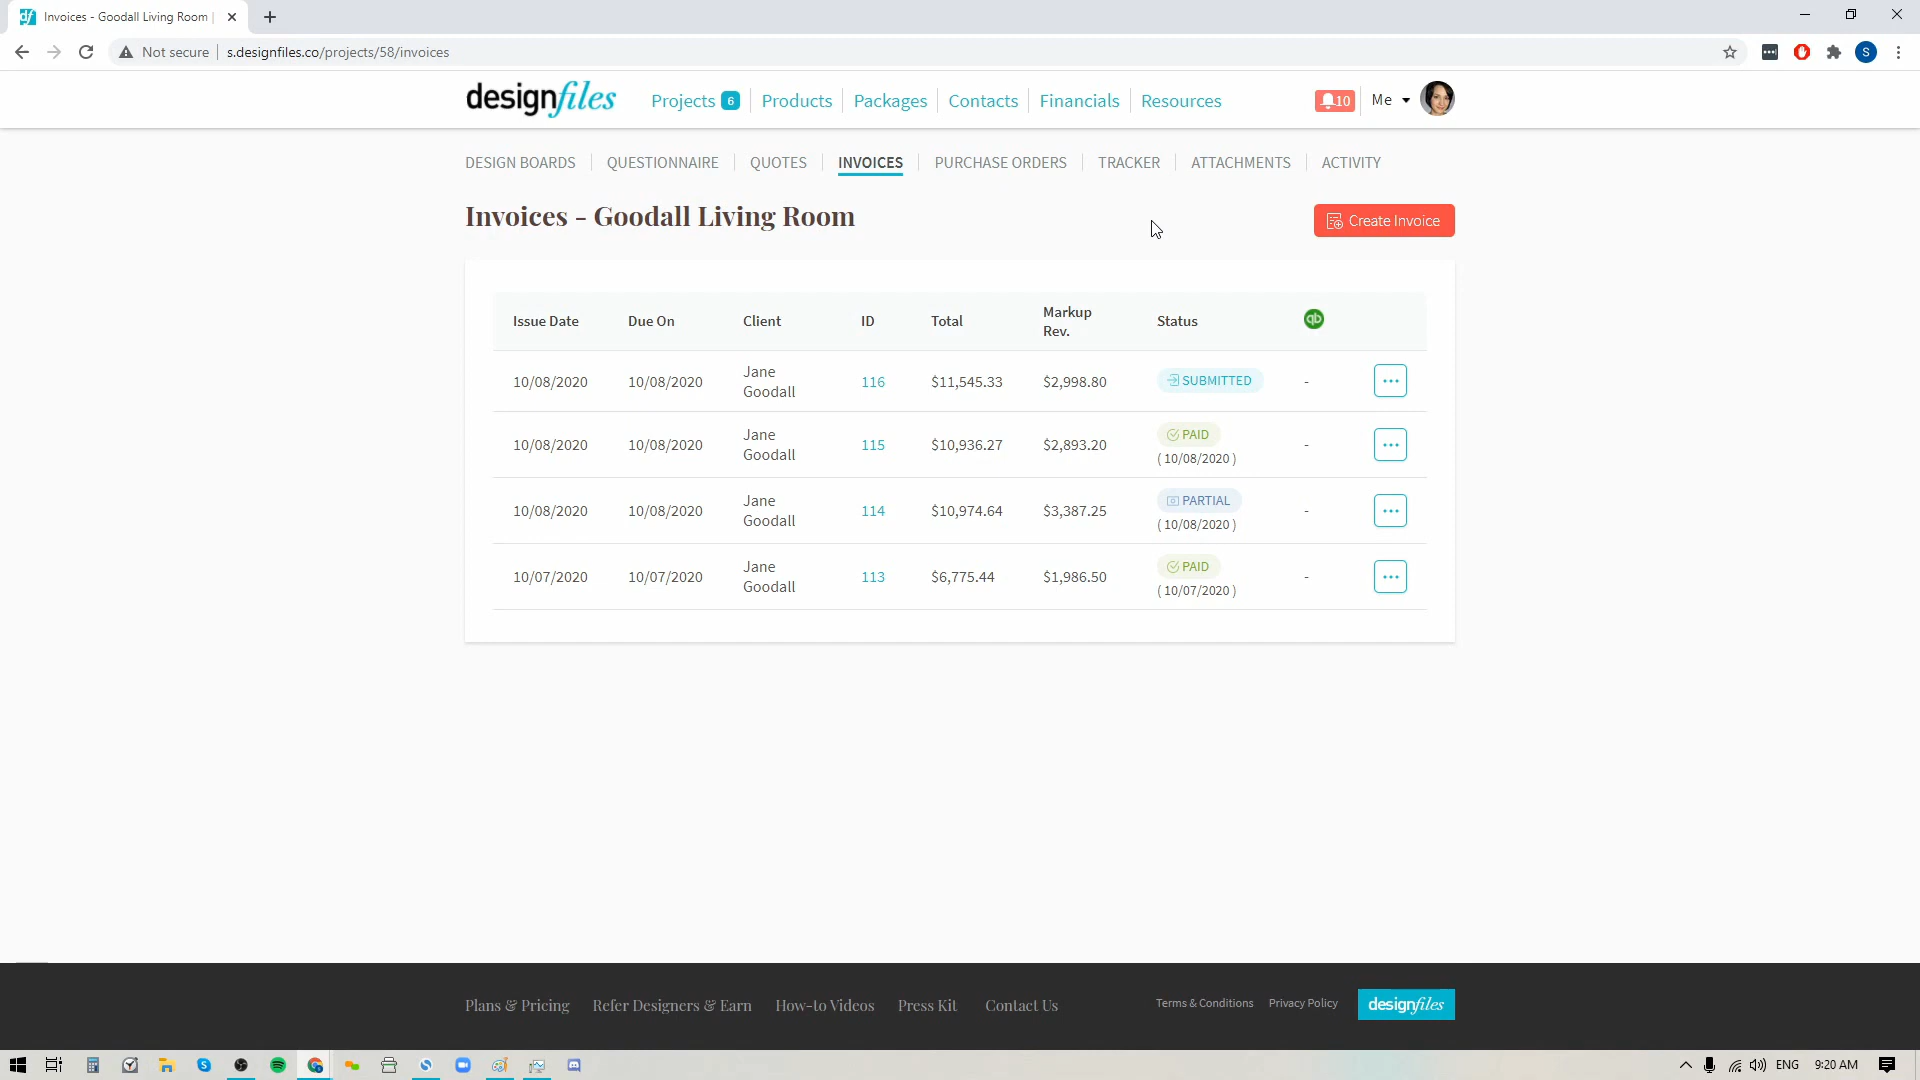 Invoices - Goodall Living Room |
Not secure | s.designfiles.co/projects/58/invoices
S
designfiles
Projects 6
Products
Packages
Contacts
Financials
Resources
10
Me
DESIGN BOARDS
QUESTIONNAIRE
QUOTES
INVOICES
PURCHASE ORDERS
TRACKER
ATTACHMENTS
ACTIVITY
Invoices - Goodall Living Room
Create Invoice
Issue Date Due On Client ID Total Markup Rev. Status qb
10/08/2020 10/08/2020 Jane Goodall 116 $11,545.33 $2,998.80 SUBMITTED - ...
10/08/2020 10/08/2020 Jane Goodall 115 $10,936.27 $2,893.20 PAID ( 10/08/2020 ) - ...
10/08/2020 10/08/2020 Jane Goodall 114 $10,974.64 $3,387.25 PARTIAL ( 10/08/2020 ) - ...
10/07/2020 10/07/2020 Jane Goodall 113 $6,775.44 $1,986.50 PAID ( 10/07/2020 ) - ...
Plans & Pricing
Refer Designers & Earn
How-to Videos
Press Kit
Contact Us
Terms & Conditions
Privacy Policy
designfiles
ENG
9:20 AM